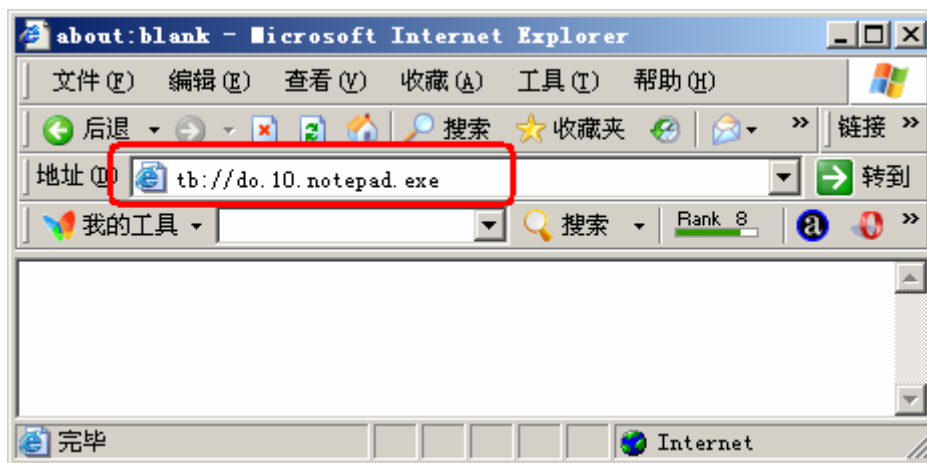 about:blank - Microsoft Internet Explorer
文件(F) 编辑(E) 查看(V) 收藏(A) 工具(T) 帮助(H)
后退 搜索 收藏夹 » 链接 »
地址(D) tb://do.10.notepad.exe 转到
我的工具 搜索 Rank 8 a »
完毕 Internet